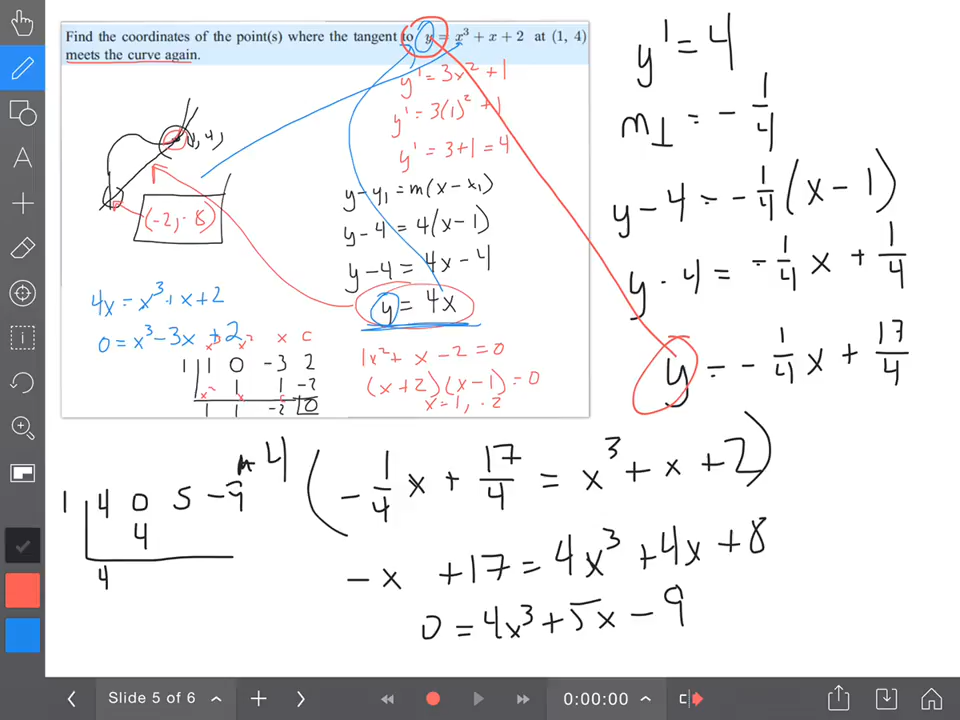 Find the coordinates of the point(s) where the tangent to y = x³ + x + 2 at (1, 4)
meets the curve again.
y' = 3x² + 1
y' = 3(1)² + 1
y' = 3+1 = 4
y - y₁ = m(x - x₁)
y - 4 = 4(x - 1)
y - 4 = 4x - 4
y = 4x
(1, 4)
(-2, -8)
4x = x³ + x + 2
0 = x³ - 3x + 2
x³ x² x C
1 | 1 0 -3 2
1 1 -2
x² x c
1 1 -2 0
1x² + x - 2 = 0
(x + 2)(x - 1) = 0
x = 1, -2
y' = 4
m⊥ = - 1/4
y - 4 = - 1/4 (x - 1)
y - 4 = - 1/4 x + 1/4
y = - 1/4 x + 17/4
4 ( - 1/4 x + 17/4 = x³ + x + 2 )
- x + 17 = 4x³ + 4x + 8
0 = 4x³ + 5x - 9
1 | 4 0 5 -9
4
4
Slide 5 of 6
0:00:00